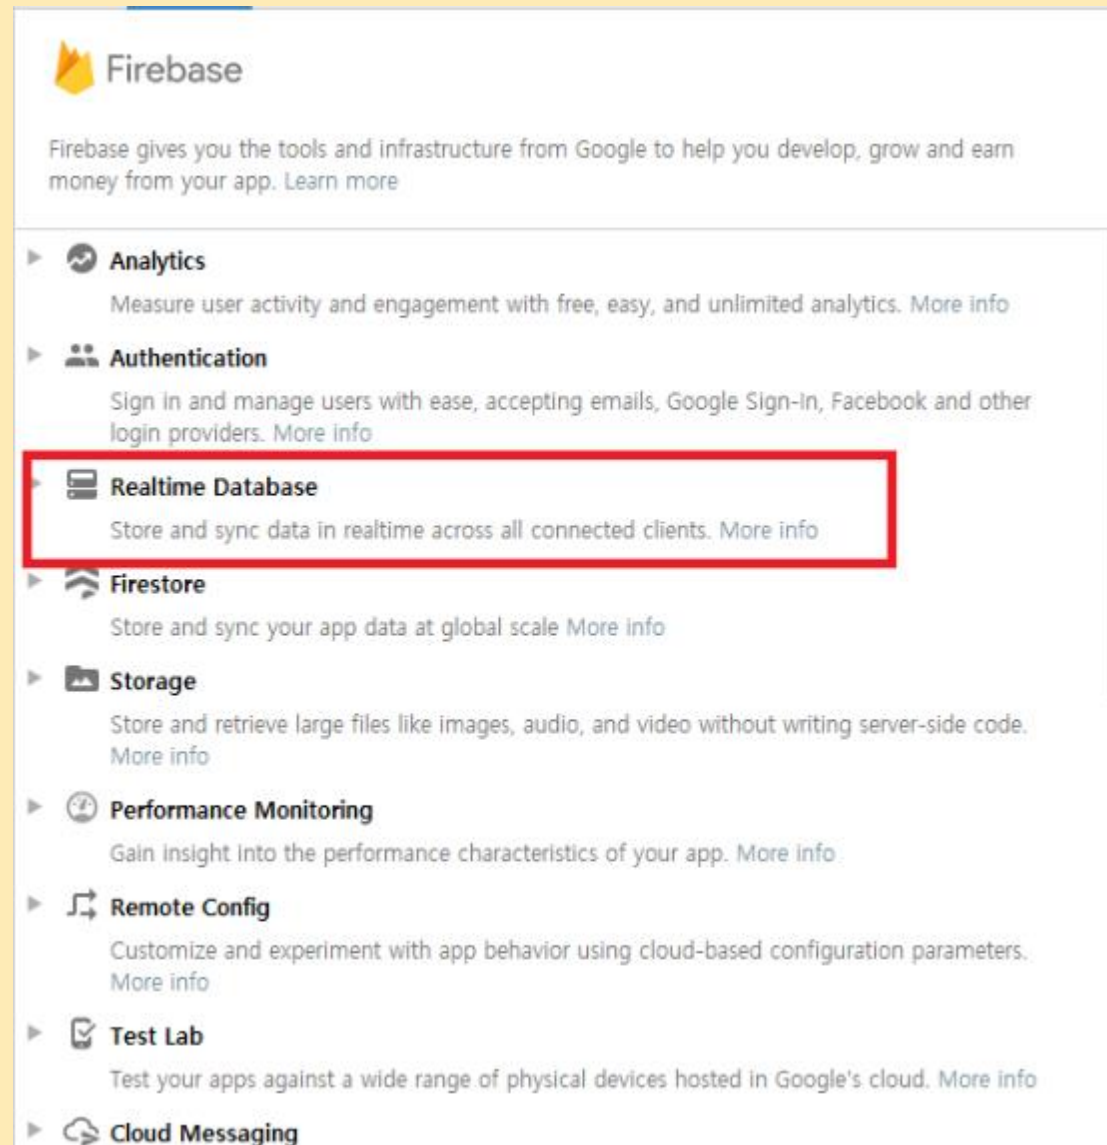 Firebase
Firebase gives you the tools and infrastructure from Google to help you develop, grow and earn
money from your app. Learn more
Analytics
Measure user activity and engagement with free, easy, and unlimited analytics. More info
Authentication
Sign in and manage users with ease, accepting emails, Google Sign-In, Facebook and other
login providers. More info
Realtime Database
Store and sync data in realtime across all connected clients. More info
Firestore
Store and sync your app data at global scale More info
Storage
Store and retrieve large files like images, audio, and video without writing server-side code.
More info
Performance Monitoring
Gain insight into the performance characteristics of your app. More info
Remote Config
Customize and experiment with app behavior using cloud-based configuration parameters.
More info
Test Lab
Test your apps against a wide range of physical devices hosted in Google's cloud. More info
Cloud Messaging